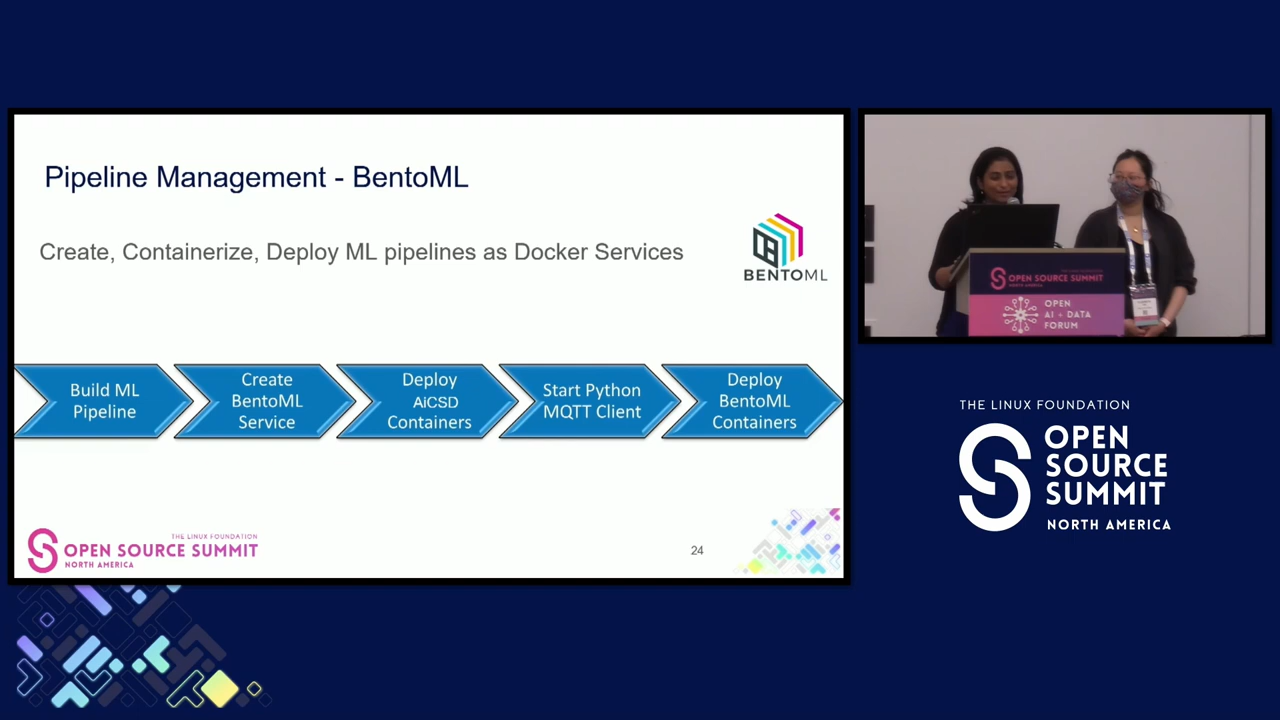 Pipeline Management - BentoML
Create, Containerize, Deploy ML pipelines as Docker Services
BENTOML
Build ML
Pipeline
Create
BentoML
Service
Deploy
AiCSD
Containers
Start Python
MQTT Client
Deploy
BentoML
Containers
THE LINUX FOUNDATION
OPEN SOURCE SUMMIT
NORTH AMERICA
24
OPEN SOURCE SUMMIT
NORTH AMERICA
OPEN
AI + DATA
FORUM
THE LINUX FOUNDATION
OPEN
SOURCE
SUMMIT
NORTH AMERICA